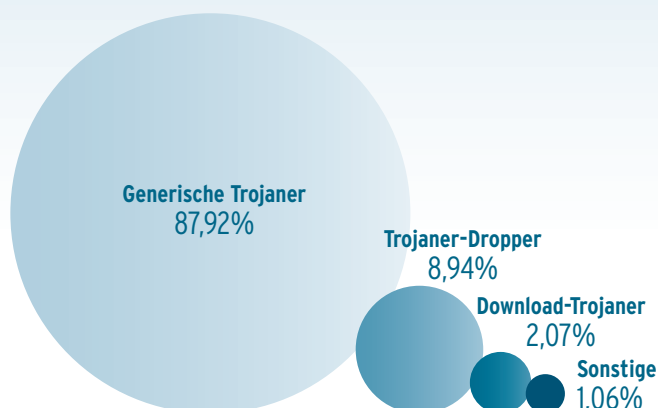 Generische Trojaner
87,92%
Trojaner-Dropper
8,94%
Download-Trojaner
2,07%
Sonstige
1,06%